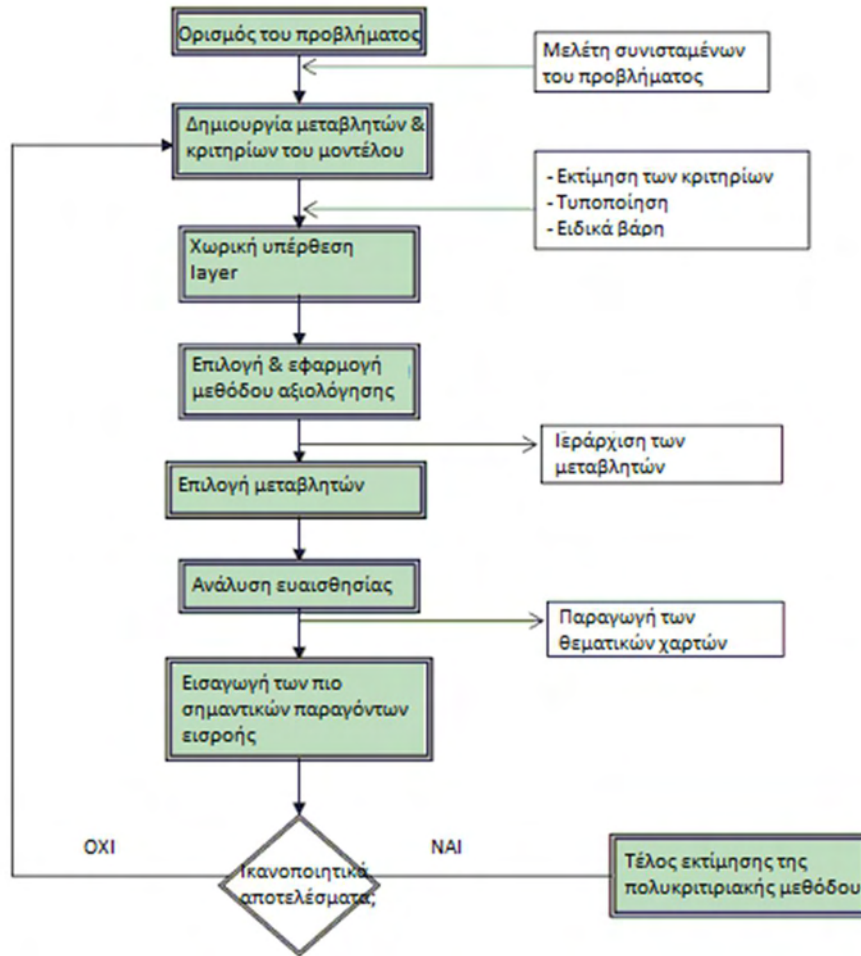 Ορισμός του προβλήματος
Μελέτη συνισταμένων
του προβλήματος
Δημιουργία μεταβλητών &
κριτηρίων του μοντέλου
- Εκτίμηση των κριτηρίων
- Τυποποίηση
- Ειδικά βάρη
Χωρική υπέρθεση
layer
Επιλογή & εφαρμογή
μεθόδου αξιολόγησης
Ιεράρχιση των
μεταβλητών
Επιλογή μεταβλητών
Ανάλυση ευαισθησίας
Παραγωγή των
θεματικών χαρτών
Εισαγωγή των πιο
σημαντικών παραγόντων
εισροής
ΟΧΙ
ΝΑΙ
Ικανοποιητικά
αποτελέσματα;
Τέλος εκτίμησης της
πολυκριτιριακής μεθόδου